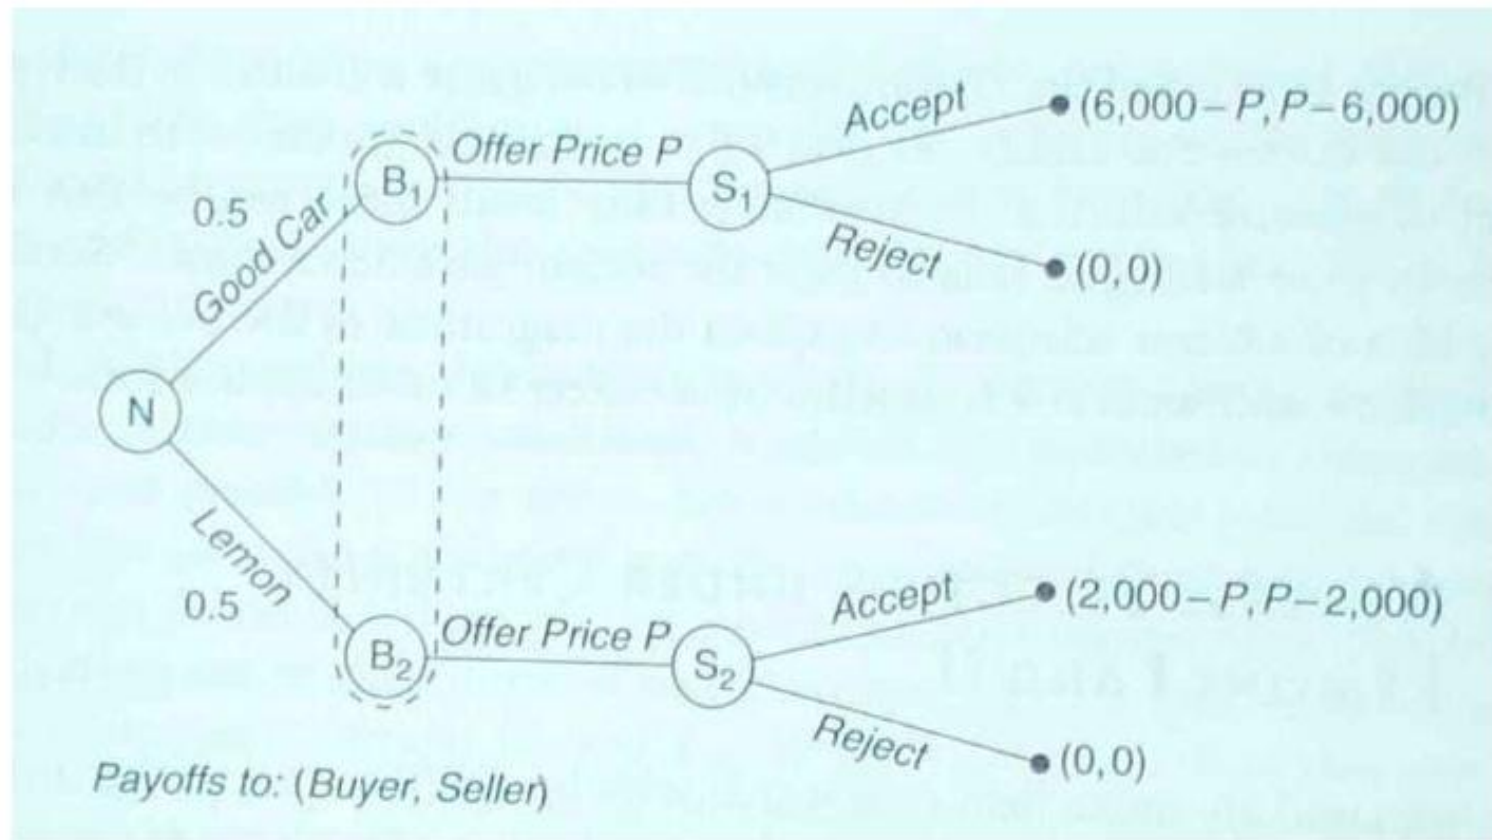 Accept
(6,000 – P, P – 6,000)
Offer Price P
B1
S1
0.5
Good Car
Reject
(0,0)
N
Lemon
0.5
Accept
(2,000 – P, P – 2,000)
Offer Price P
B2
S2
Reject
(0,0)
Payoffs to: (Buyer, Seller)